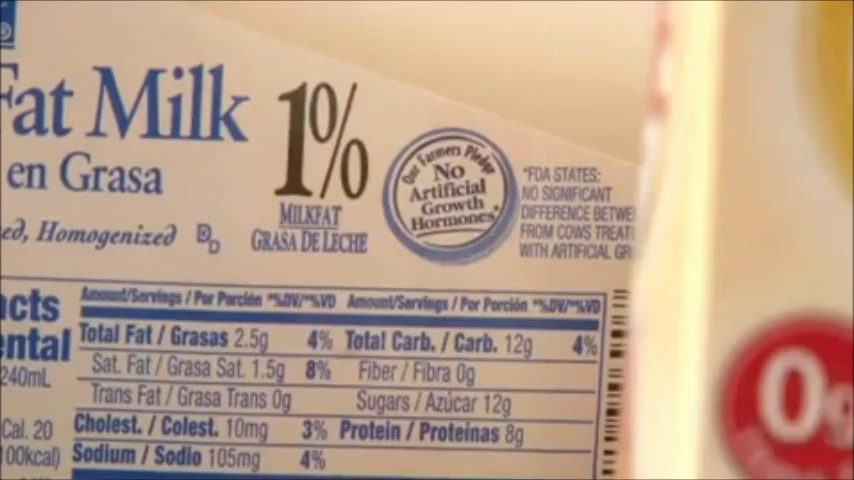 Fat Milk
1%
en Grasa
MILKFAT
GRASA DE LECHE
ed, Homogenized
Our Farmers Pledge
No
Artificial
Growth
Hormones*
*FDA STATES:
NO SIGNIFICANT
DIFFERENCE BETWE
FROM COWS TREAT
WITH ARTIFICIAL GR
acts
ental
240mL
Cal. 20
100kcal)
Amount/Servings / Por Porción *%DV/*%VD Amount/Servings / Por Porción *%DV/*%VD
Total Fat / Grasas 2.5g 4% Total Carb. / Carb. 12g 4%
Sat. Fat / Grasa Sat. 1.5g 8% Fiber / Fibra 0g
Trans Fat / Grasa Trans 0g Sugars / Azúcar 12g
Cholest. / Colest. 10mg 3% Protein / Proteinas 8g
Sodium / Sodio 105mg 4%
0g